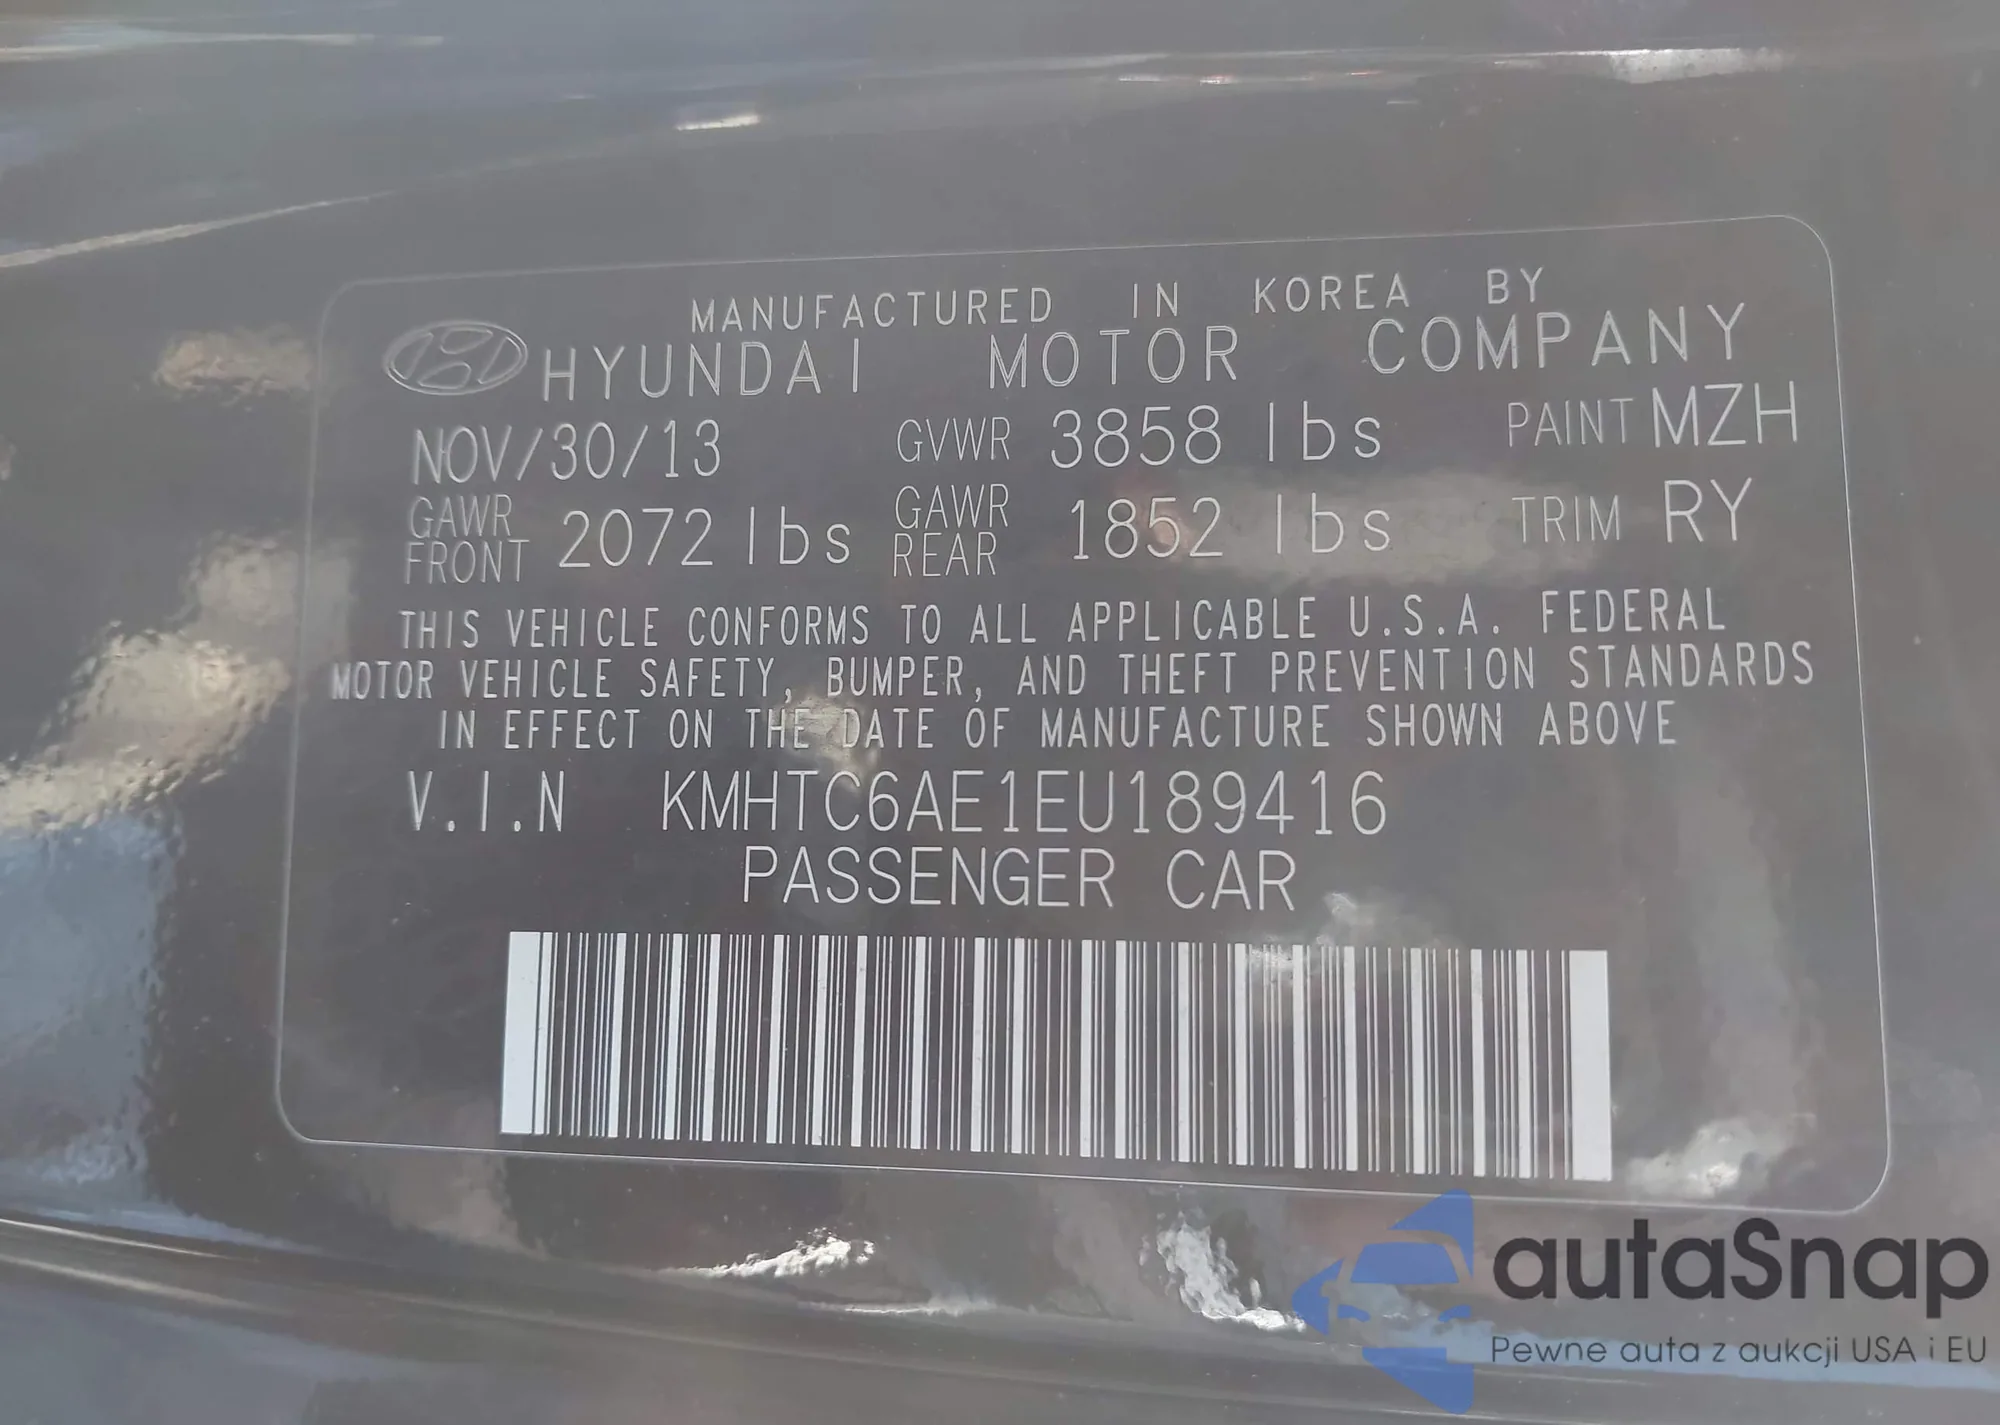 MANUFACTURED IN KOREA BY
HYUNDAI MOTOR COMPANY
NOV/30/13 GVWR 3858 lbs PAINT MZH
GAWR FRONT 2072 lbs GAWR REAR 1852 lbs TRIM RY
THIS VEHICLE CONFORMS TO ALL APPLICABLE U.S.A. FEDERAL
MOTOR VEHICLE SAFETY, BUMPER, AND THEFT PREVENTION STANDARDS
IN EFFECT ON THE DATE OF MANUFACTURE SHOWN ABOVE
V.I.N KMHTC6AE1EU189416
PASSENGER CAR
autaSnap
Pewne auta z aukcji USA i EU